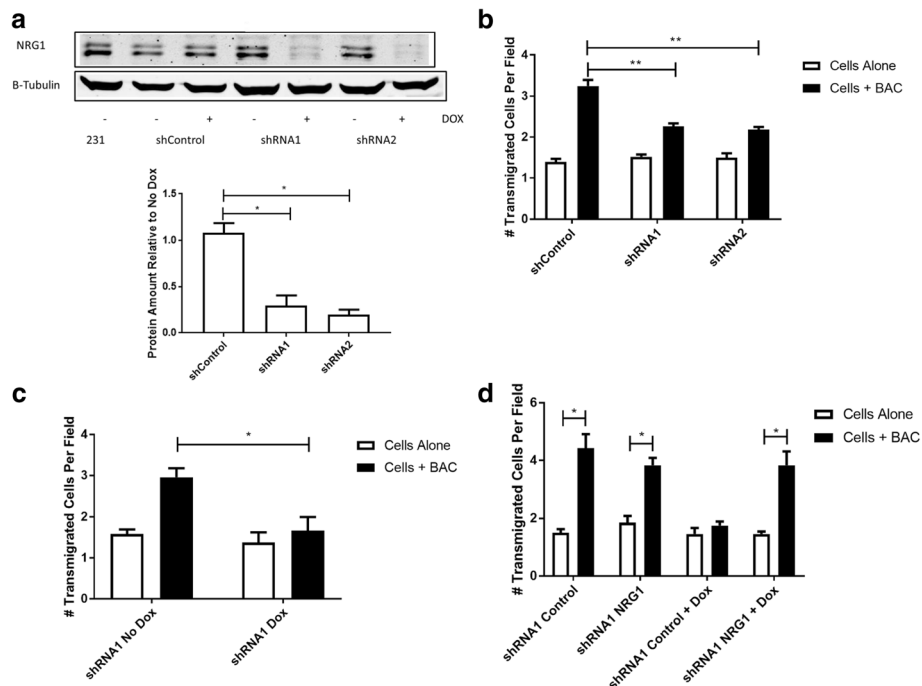 a
NRG1
B-Tubulin
- - + - + - + DOX
231 shControl shRNA1 shRNA2
Protein Amount Relative to No Dox
1.5
1.0
0.5
0.0
*
*
shControl
shRNA1
shRNA2
b
# Transmigrated Cells Per Field
4
3
2
1
0
**
**
Cells Alone
Cells + BAC
shControl
shRNA1
shRNA2
c
# Transmigrated Cells Per Field
4
3
2
1
0
*
Cells Alone
Cells + BAC
shRNA1 No Dox
shRNA1 Dox
d
# Transmigrated Cells Per Field
6
4
2
0
*
*
*
Cells Alone
Cells + BAC
shRNA1 Control
shRNA1 NRG1
shRNA1 Control + Dox
shRNA1 NRG1 + Dox